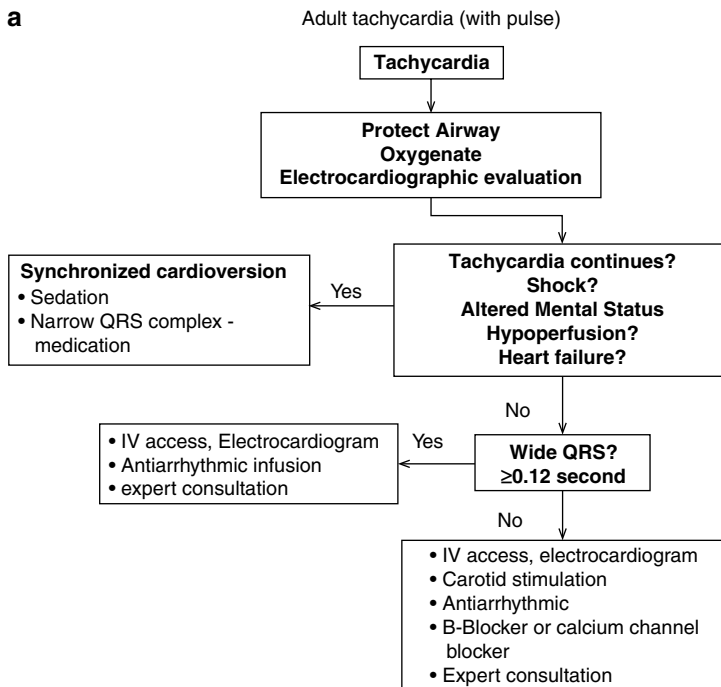 a
Adult tachycardia (with pulse)
Tachycardia
Protect Airway
Oxygenate
Electrocardiographic evaluation
Tachycardia continues?
Shock?
Altered Mental Status
Hypoperfusion?
Heart failure?
Yes
Synchronized cardioversion
• Sedation
• Narrow QRS complex -
medication
No
Wide QRS?
≥0.12 second
Yes
• IV access, Electrocardiogram
• Antiarrhythmic infusion
• expert consultation
No
• IV access, electrocardiogram
• Carotid stimulation
• Antiarrhythmic
• B-Blocker or calcium channel
blocker
• Expert consultation